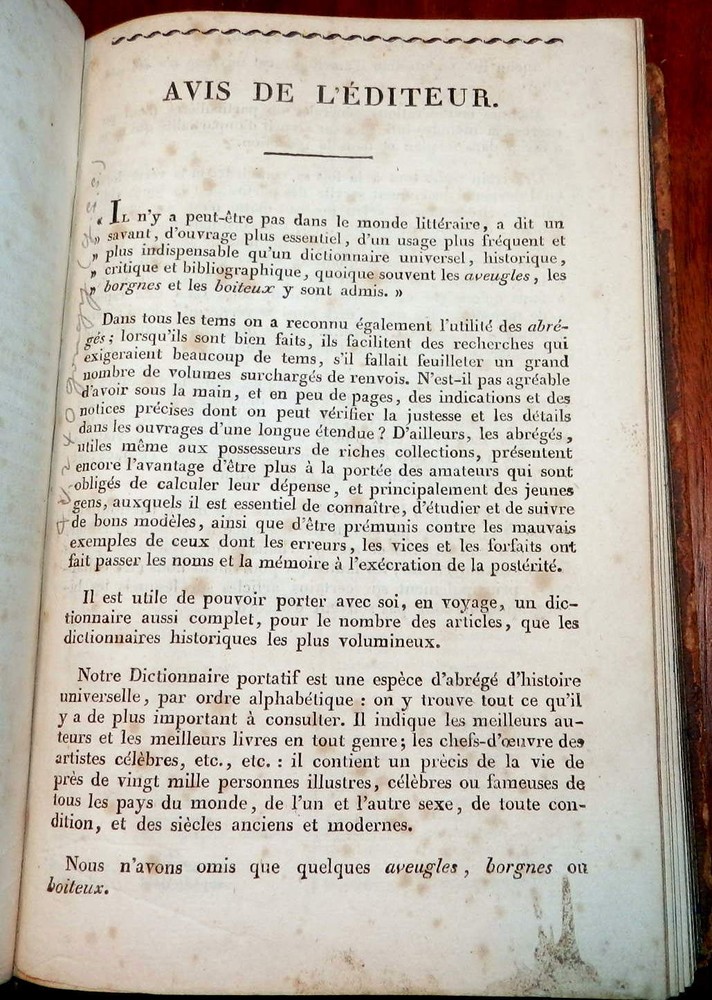 AVIS DE L'ÉDITEUR.
« IL n'y a peut-être pas dans le monde littéraire, a dit un
» savant, d'ouvrage plus essentiel, d'un usage plus fréquent et
» plus indispensable qu'un dictionnaire universel, historique,
» critique et bibliographique, quoique souvent les aveugles, les
» borgnes et les boiteux y sont admis. »
Dans tous les tems on a reconnu également l'utilité des abré-
gés; lorsqu'ils sont bien faits, ils facilitent des recherches qui
exigeraient beaucoup de tems, s'il fallait feuilleter un grand
nombre de volumes surchargés de renvois. N'est-il pas agréable
d'avoir sous la main, et en peu de pages, des indications et des
notices précises dont on peut vérifier la justesse et les détails
dans les ouvrages d'une longue étendue? D'ailleurs, les abrégés,
utiles même aux possesseurs de riches collections, présentent
encore l'avantage d'être plus à la portée des amateurs qui sont
obligés de calculer leur dépense, et principalement des jeunes
gens, auxquels il est essentiel de connaître, d'étudier et de suivre
de bons modèles, ainsi que d'être prémunis contre les mauvais
exemples de ceux dont les erreurs, les vices et les forfaits ont
fait passer les noms et la mémoire à l'exécration de la postérité.
Il est utile de pouvoir porter avec soi, en voyage, un dic-
tionnaire aussi complet, pour le nombre des articles, que les
dictionnaires historiques les plus volumineux.
Notre Dictionnaire portatif est une espèce d'abrégé d'histoire
universelle, par ordre alphabétique : on y trouve tout ce qu'il
y a de plus important à consulter. Il indique les meilleurs au-
teurs et les meilleurs livres en tout genre; les chefs-d'œuvre des
artistes célèbres, etc., etc. : il contient un précis de la vie de
près de vingt mille personnes illustres, célèbres ou fameuses de
tous les pays du monde, de l'un et l'autre sexe, de toute con-
dition, et des siècles anciens et modernes.
Nous n'avons omis que quelques aveugles, borgnes ou
boiteux.